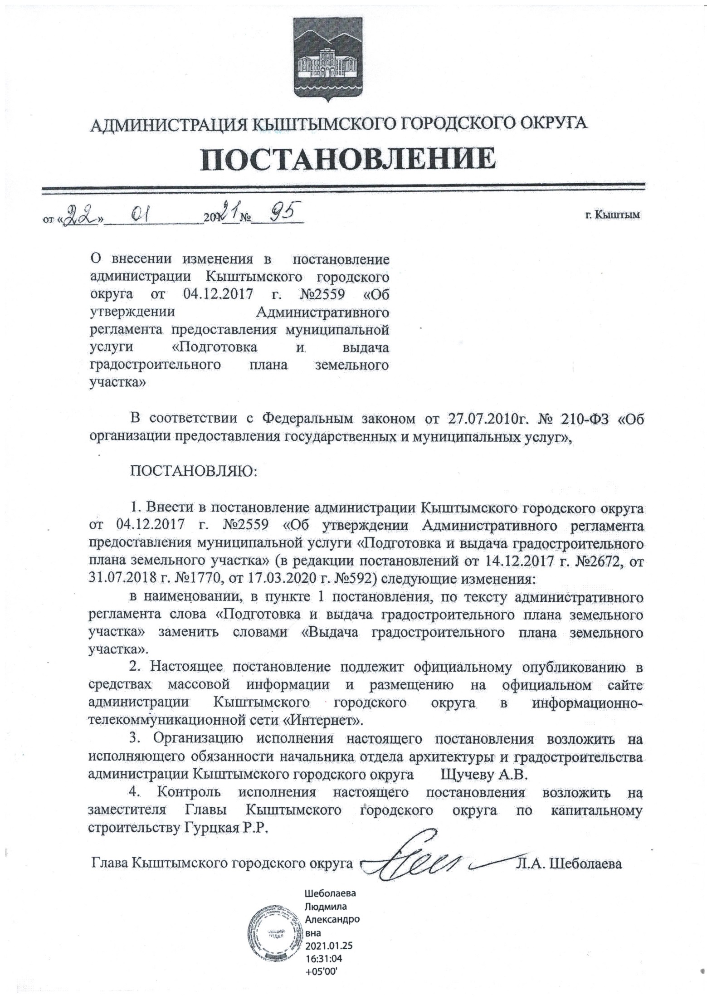 АДМИНИСТРАЦИЯ КЫШТЫМСКОГО ГОРОДСКОГО ОКРУГА
ПОСТАНОВЛЕНИЕ
от «22» 01 2021 № 95 г. Кыштым
О внесении изменения в постановление
администрации Кыштымского городского
округа от 04.12.2017 г. №2559 «Об
утверждении Административного
регламента предоставления муниципальной
услуги «Подготовка и выдача
градостроительного плана земельного
участка»
В соответствии с Федеральным законом от 27.07.2010г. № 210-ФЗ «Об
организации предоставления государственных и муниципальных услуг»,
ПОСТАНОВЛЯЮ:
1. Внести в постановление администрации Кыштымского городского округа
от 04.12.2017 г. №2559 «Об утверждении Административного регламента
предоставления муниципальной услуги «Подготовка и выдача градостроительного
плана земельного участка» (в редакции постановлений от 14.12.2017 г. №2672, от
31.07.2018 г. №1770, от 17.03.2020 г. №592) следующие изменения:
в наименовании, в пункте 1 постановления, по тексту административного
регламента слова «Подготовка и выдача градостроительного плана земельного
участка» заменить словами «Выдача градостроительного плана земельного
участка».
2. Настоящее постановление подлежит официальному опубликованию в
средствах массовой информации и размещению на официальном сайте
администрации Кыштымского городского округа в информационно-
телекоммуникационной сети «Интернет».
3. Организацию исполнения настоящего постановления возложить на
исполняющего обязанности начальника отдела архитектуры и градостроительства
администрации Кыштымского городского округа Щучеву А.В.
4. Контроль исполнения настоящего постановления возложить на
заместителя Главы Кыштымского городского округа по капитальному
строительству Гурцкая Р.Р.
Глава Кыштымского городского округа Л.А. Шеболаева
Шеболаева
Людмила
Александро
вна
2021.01.25
16:31:04
+05'00'
ОБЩИЙ
ОТДЕЛ